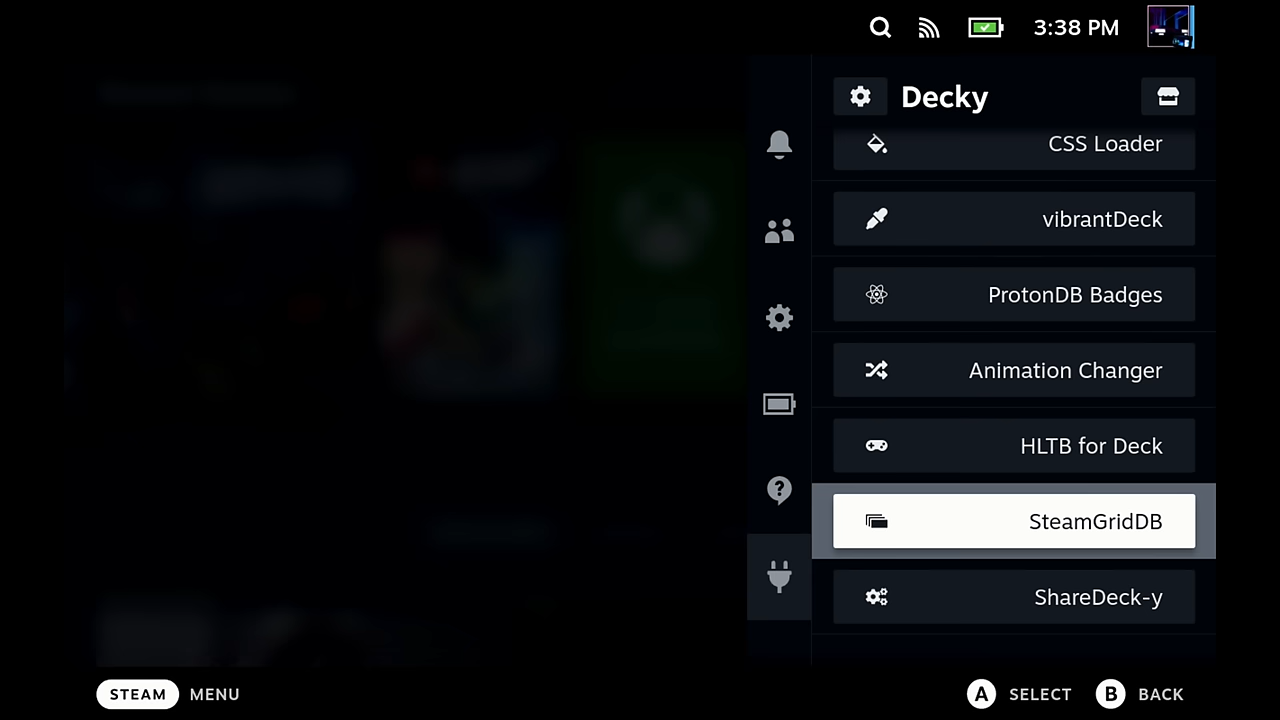 3:38 PM
Decky
CSS Loader
vibrantDeck
ProtonDB Badges
Animation Changer
HLTB for Deck
SteamGridDB
ShareDeck-y
STEAM MENU
A SELECT B BACK